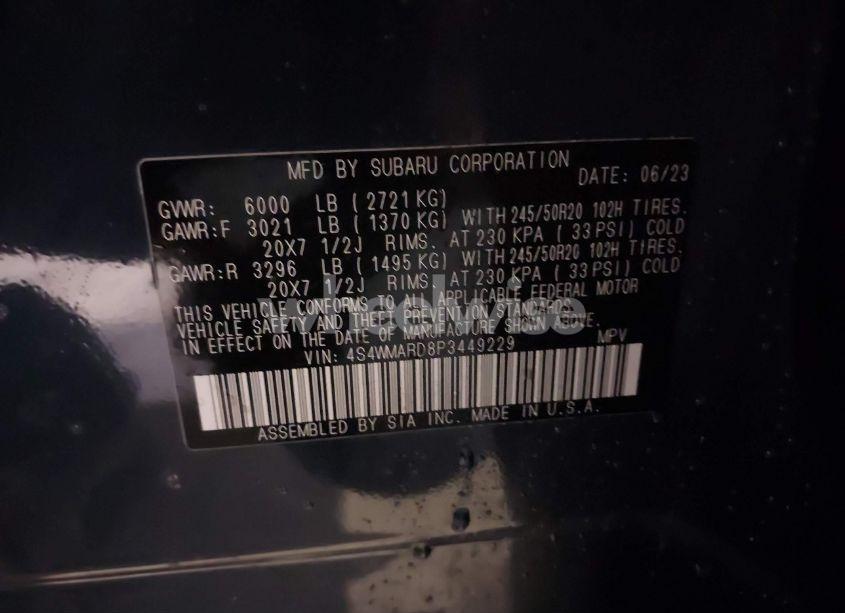 MFD BY SUBARU CORPORATION DATE: 06/23
GVWR: 6000 LB ( 2721 KG)
GAWR:F 3021 LB ( 1370 KG) WITH 245/50R20 102H TIRES.
20X7 1/2J RIMS. AT 230 KPA ( 33 PSI) COLD
GAWR:R 3296 LB ( 1495 KG) WITH 245/50R20 102H TIRES.
20X7 1/2J RIMS. AT 230 KPA ( 33 PSI) COLD
THIS VEHICLE CONFORMS TO ALL APPLICABLE FEDERAL MOTOR
VEHICLE SAFETY AND THEFT PREVENTION STANDARDS
IN EFFECT ON THE DATE OF MANUFACTURE SHOWN ABOVE.
VIN: 4S4WMARD8P3449229 MPV
ASSEMBLED BY SIA INC. MADE IN U.S.A.